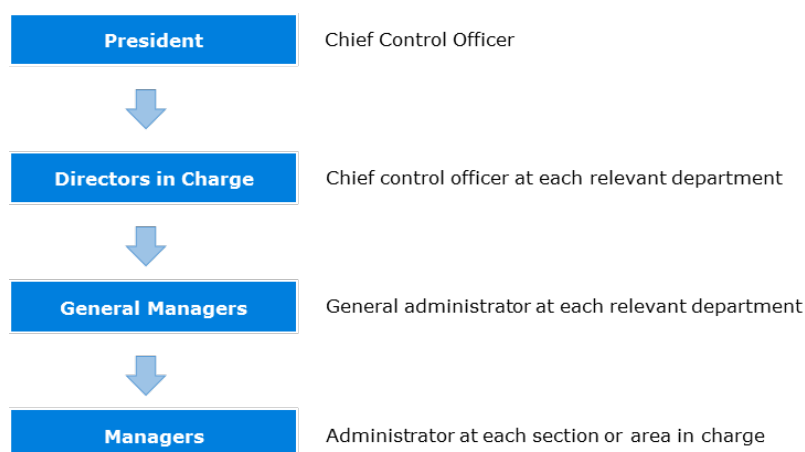 President
Chief Control Officer
Directors in Charge
Chief control officer at each relevant department
General Managers
General administrator at each relevant department
Managers
Administrator at each section or area in charge